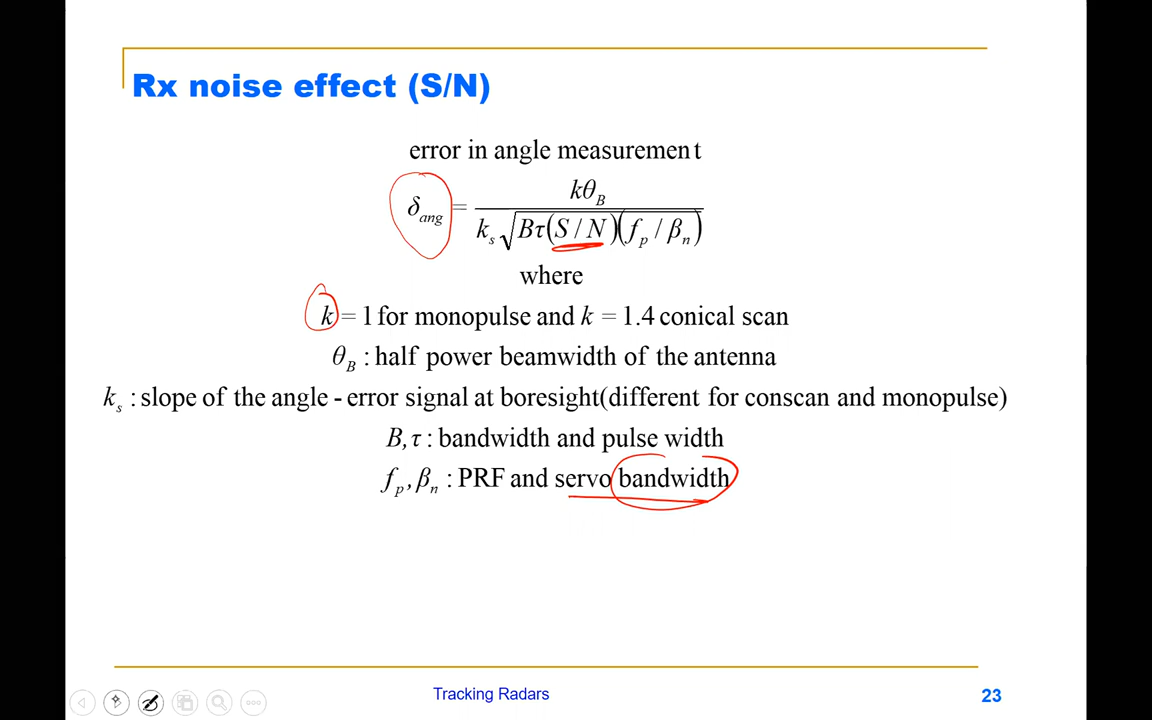 Rx noise effect (S/N)
error in angle measurement
δ_ang = kθ_B / (k_s √(Bτ(S / N)(f_p / β_n)))
where
k = 1 for monopulse and k = 1.4 conical scan
θ_B : half power beamwidth of the antenna
k_s : slope of the angle - error signal at boresight(different for conscan and monopulse)
B, τ : bandwidth and pulse width
f_p, β_n : PRF and servo bandwidth
Tracking Radars
23